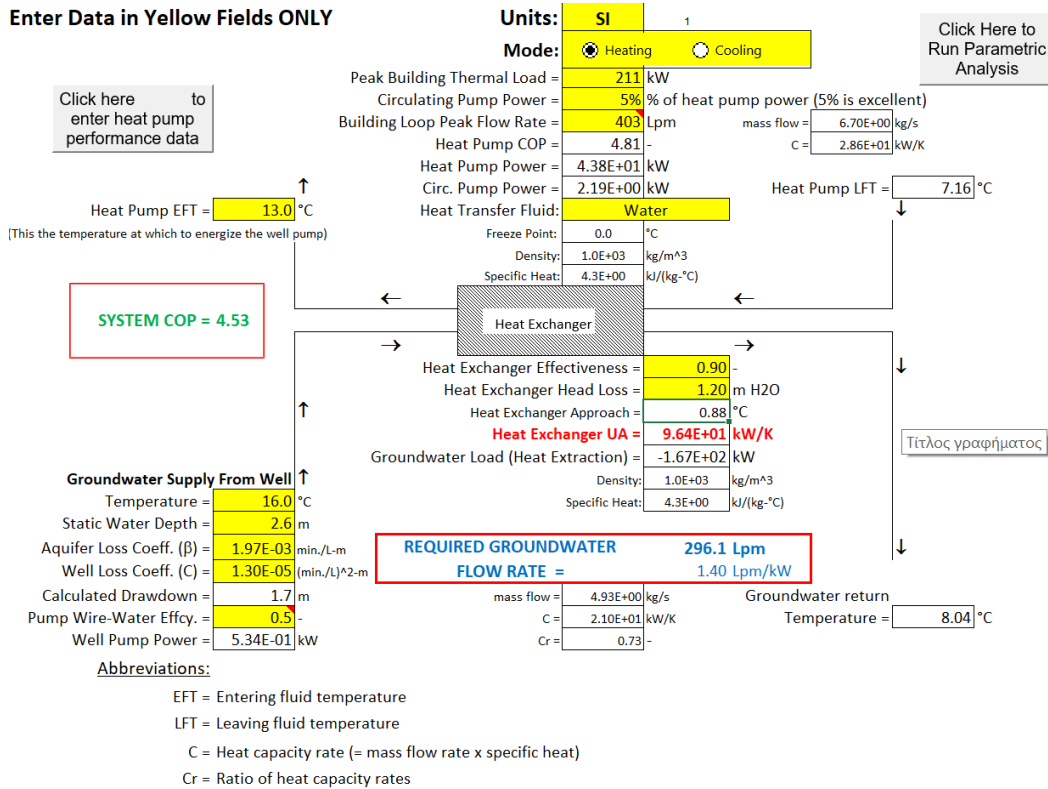 Enter Data in Yellow Fields ONLY
Units: SI 1
Mode: Heating Cooling
Click Here to
Run Parametric
Analysis
Click here to
enter heat pump
performance data
Peak Building Thermal Load = 211 kW
Circulating Pump Power = 5% % of heat pump power (5% is excellent)
Building Loop Peak Flow Rate = 403 Lpm mass flow = 6.70E+00 kg/s
Heat Pump COP = 4.81 - C = 2.86E+01 kW/K
Heat Pump Power = 4.38E+01 kW
↑ Circ. Pump Power = 2.19E+00 kW Heat Pump LFT = 7.16 °C
Heat Pump EFT = 13.0 °C Heat Transfer Fluid: Water ↓
(This the temperature at which to energize the well pump) Freeze Point: 0.0 °C
Density: 1.0E+03 kg/m^3
Specific Heat: 4.3E+00 kJ/(kg-°C)
← ←
SYSTEM COP = 4.53
Heat Exchanger
→ →
Heat Exchanger Effectiveness = 0.90 - ↓
Heat Exchanger Head Loss = 1.20 m H2O
↑ Heat Exchanger Approach = 0.88 °C
Heat Exchanger UA = 9.64E+01 kW/K
Τίτλος γραφήματος
Groundwater Load (Heat Extraction) = -1.67E+02 kW
Groundwater Supply From Well ↑ Density: 1.0E+03 kg/m^3
Temperature = 16.0 °C Specific Heat: 4.3E+00 kJ/(kg-°C)
Static Water Depth = 2.6 m
Aquifer Loss Coeff. (β) = 1.97E-03 min./L-m REQUIRED GROUNDWATER 296.1 Lpm ↓
Well Loss Coeff. (C) = 1.30E-05 (min./L)^2-m FLOW RATE = 1.40 Lpm/kW
Calculated Drawdown = 1.7 m mass flow = 4.93E+00 kg/s Groundwater return
Pump Wire-Water Effcy. = 0.5 - C = 2.10E+01 kW/K Temperature = 8.04 °C
Well Pump Power = 5.34E-01 kW Cr = 0.73 -
Abbreviations:
EFT = Entering fluid temperature
LFT = Leaving fluid temperature
C = Heat capacity rate (= mass flow rate x specific heat)
Cr = Ratio of heat capacity rates